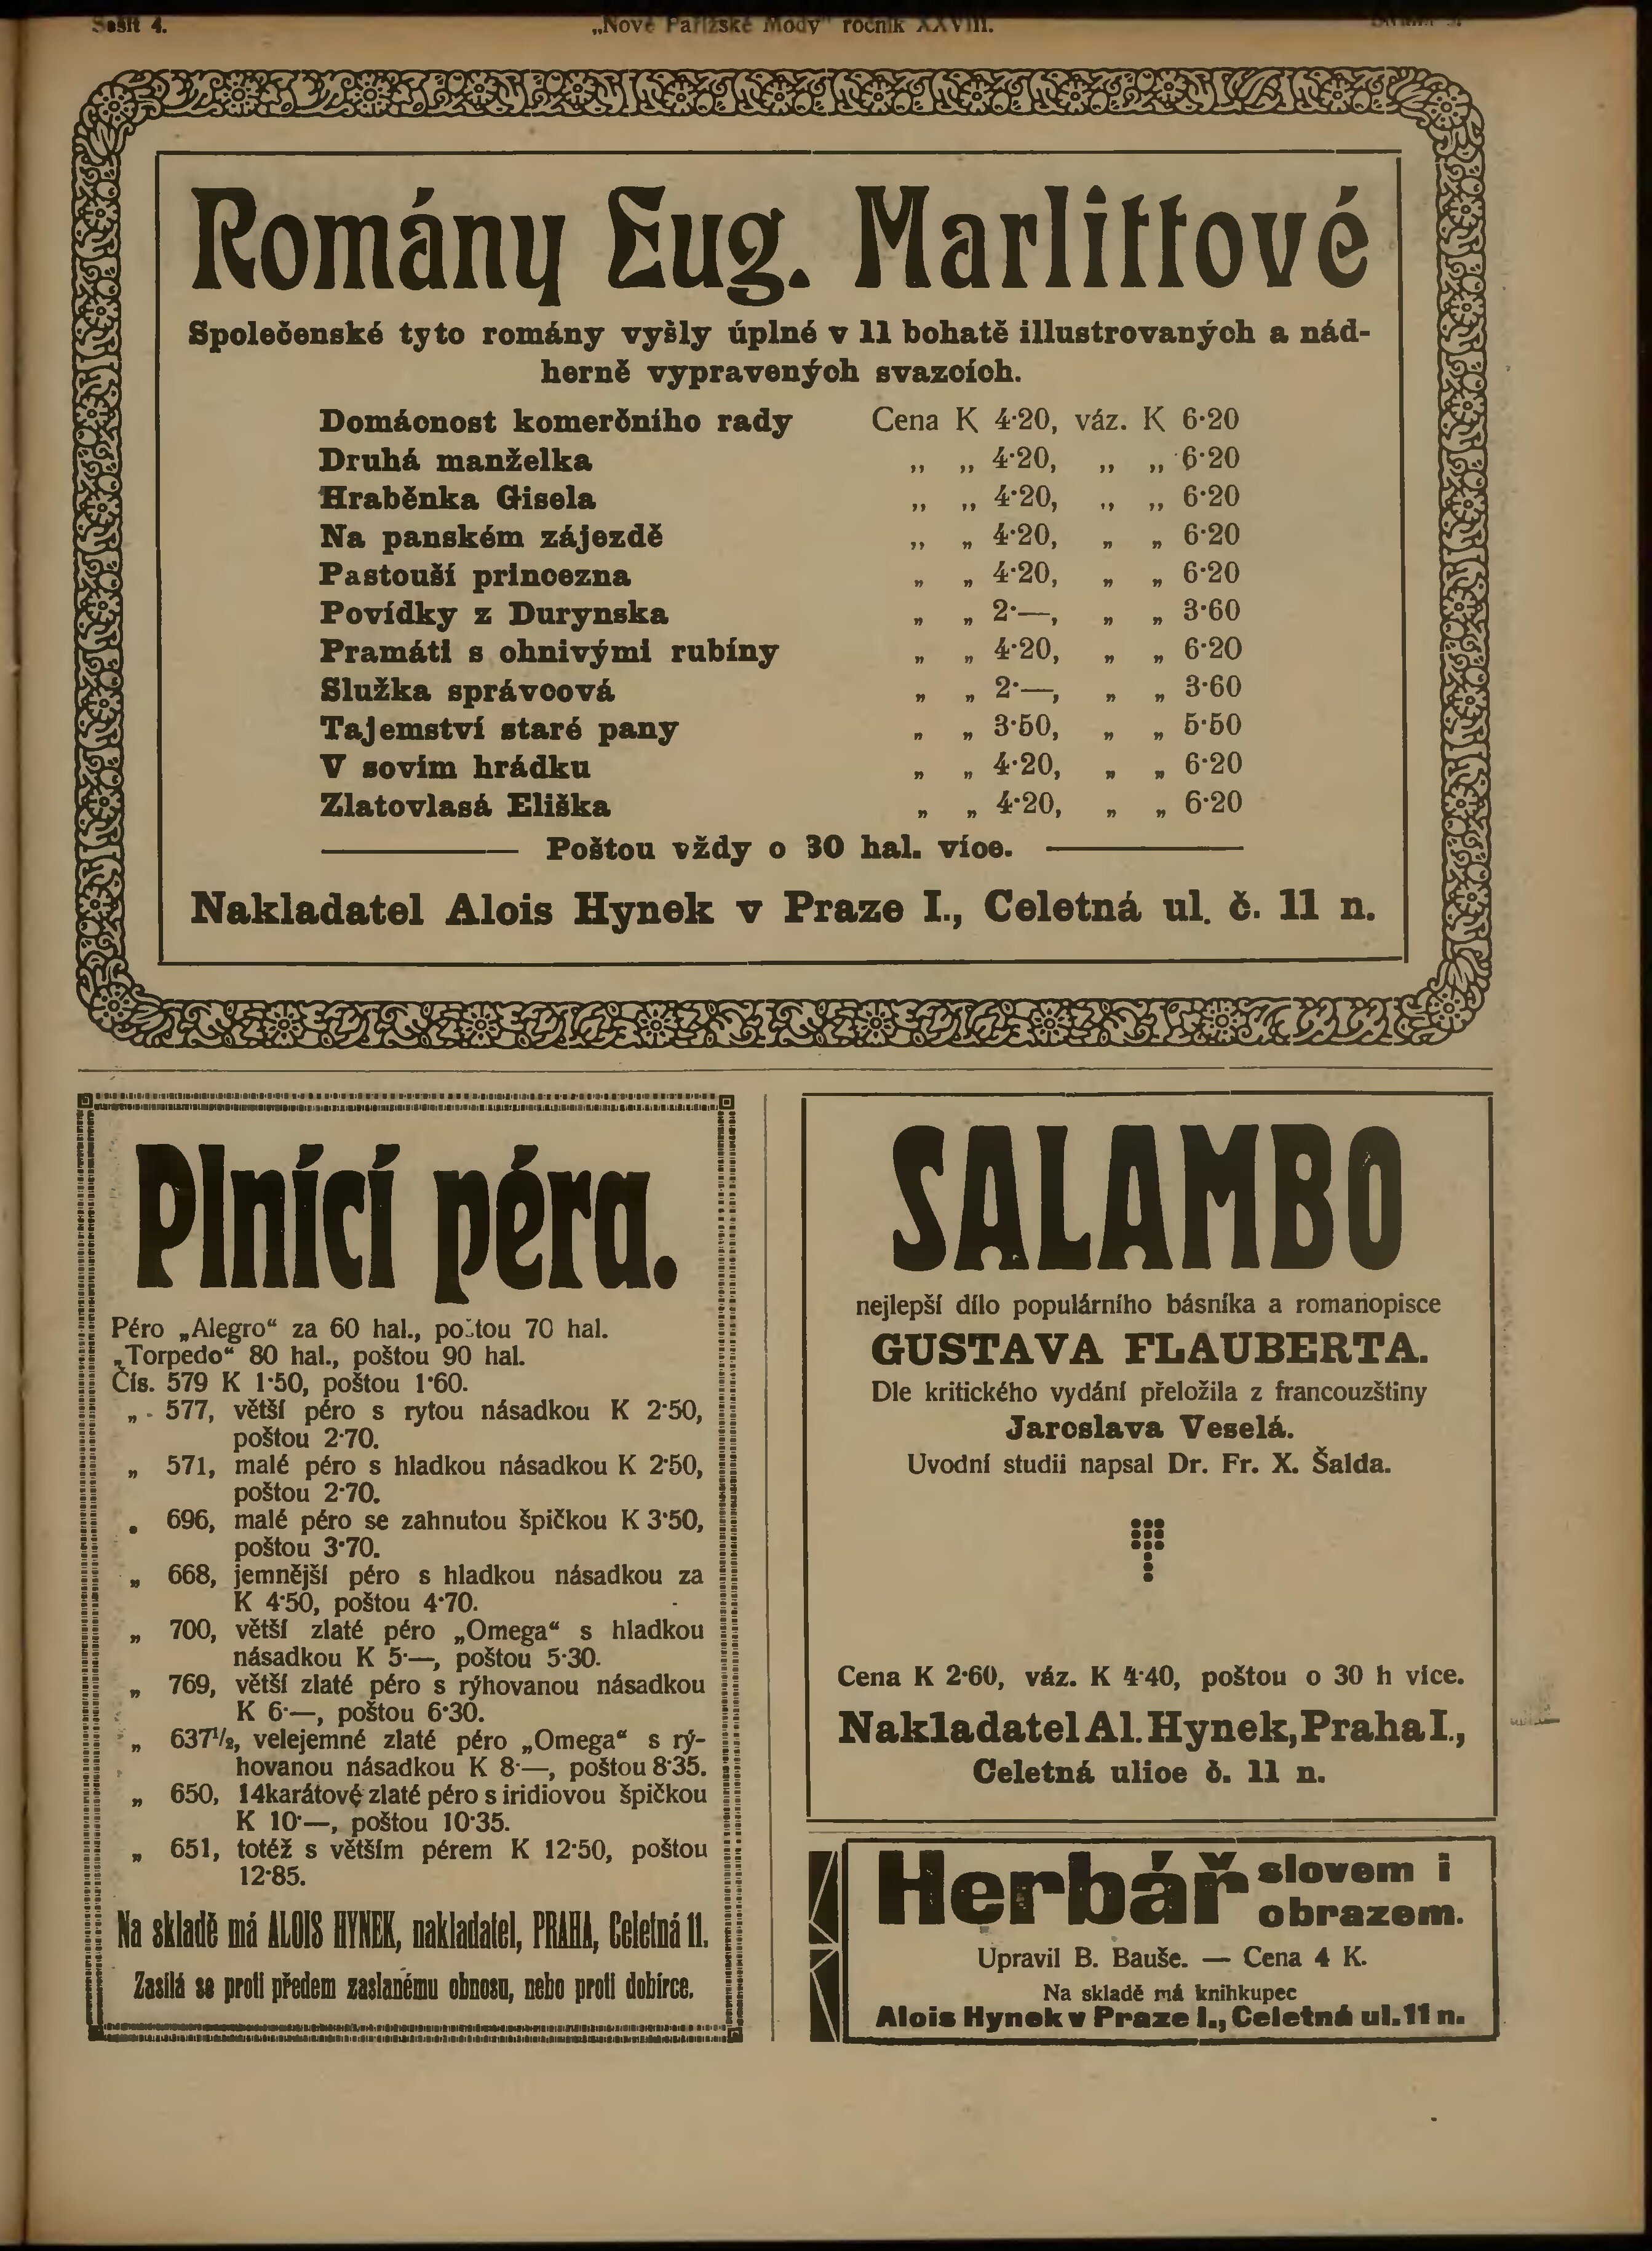 Sešit 4.
„Nové Pařížské Mody" ročník XXVIII.
Romány Eug. Marlittové
Společenské tyto romány vyšly úplné v 11 bohatě illustrovaných a nád-
herně vypravených svazcích.
Domácnost komerčního rady Cena K 4·20, váz. K 6·20
Druhá manželka „ „ 4·20, „ „ 6·20
Hraběnka Gisela „ „ 4·20, „ „ 6·20
Na panském zájezdě „ „ 4·20, „ „ 6·20
Pastouší princezna „ „ 4·20, „ „ 6·20
Povídky z Durynska „ „ 2·—, „ „ 3·60
Pramáti s ohnivými rubíny „ „ 4·20, „ „ 6·20
Služka správcová „ „ 2·—, „ „ 3·60
Tajemství staré pany „ „ 3·50, „ „ 5·50
V sovím hrádku „ „ 4·20, „ „ 6·20
Zlatovlasá Eliška „ „ 4·20, „ „ 6·20
Poštou vždy o 30 hal. více.
Nakladatel Alois Hynek v Praze I., Celetná ul. č. 11 n.
Plnící péra.
Péro „Alegro“ za 60 hal., poštou 70 hal.
„Torpedo“ 80 hal., poštou 90 hal.
Čís. 579 K 1·50, poštou 1·60.
„ 577, větší péro s rytou násadkou K 2·50,
poštou 2·70.
„ 571, malé péro s hladkou násadkou K 2·50,
poštou 2·70.
„ 696, malé péro se zahnutou špičkou K 3·50,
poštou 3·70.
„ 668, jemnější péro s hladkou násadkou za
K 4·50, poštou 4·70.
„ 700, větší zlaté péro „Omega“ s hladkou
násadkou K 5·—, poštou 5·30.
„ 769, větší zlaté péro s rýhovanou násadkou
K 6·—, poštou 6·30.
„ 637½, velejemné zlaté péro „Omega“ s rý-
hovanou násadkou K 8·—, poštou 8·35.
„ 650, 14karátové zlaté péro s iridiovou špičkou
K 10·—, poštou 10·35.
„ 651, totéž s větším pérem K 12·50, poštou
12·85.
Na skladě má ALOIS HYNEK, nakladatel, PRAHA, Celetná 11.
Zasílá se proti předem zaslanému obnosu, nebo proti dobírce.
SALAMBO
nejlepší dílo populárního básníka a romanopisce
GUSTAVA FLAUBERTA.
Dle kritického vydání přeložila z francouzštiny
Jaroslava Veselá.
Uvodní studii napsal Dr. Fr. X. Šalda.
Cena K 2·60, váz. K 4·40, poštou o 30 h více.
Nakladatel Al. Hynek, Praha I.,
Celetná ulice č. 11 n.
Herbář slovem i
obrazem.
Upravil B. Bauše. — Cena 4 K.
Na skladě má knihkupec
Alois Hynek v Praze I., Celetná ul. 11 n.